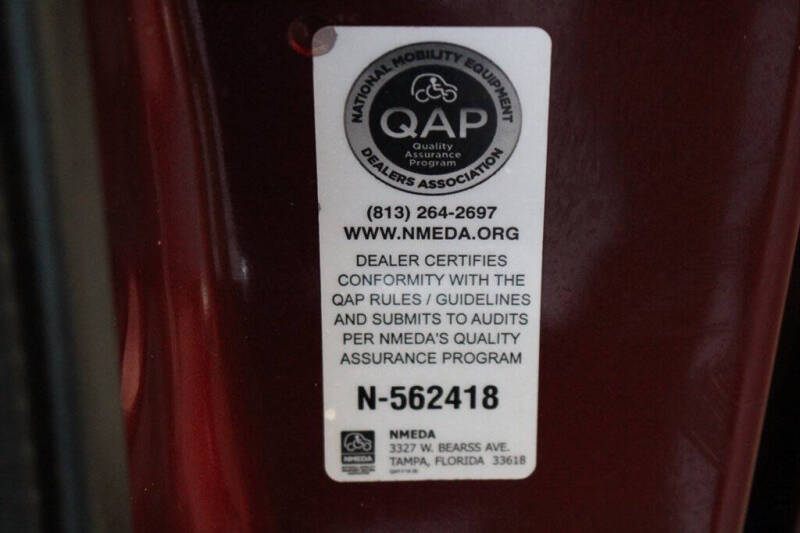 NATIONAL MOBILITY EQUIPMENT
QAP
Quality
Assurance
Program
DEALERS ASSOCIATION
(813) 264-2697
WWW.NMEDA.ORG
DEALER CERTIFIES
CONFORMITY WITH THE
QAP RULES / GUIDELINES
AND SUBMITS TO AUDITS
PER NMEDA'S QUALITY
ASSURANCE PROGRAM
N-562418
NMEDA
NMEDA
3327 W. BEARSS AVE.
TAMPA, FLORIDA 33618